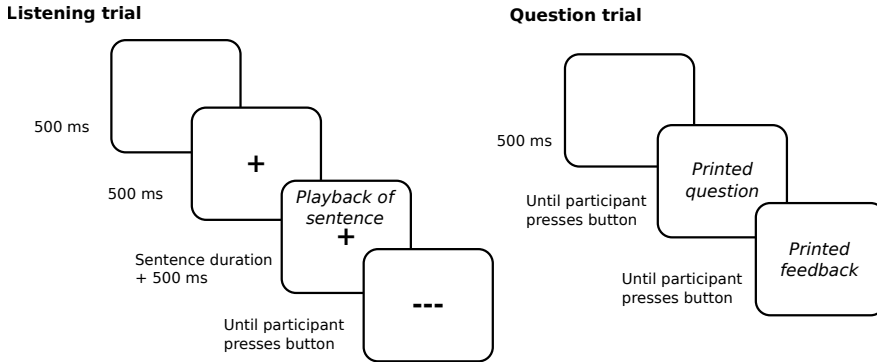 Listening trial
500 ms
+
500 ms
Playback of
sentence
+
Sentence duration
+ 500 ms
---
Until participant
presses button
Question trial
500 ms
Printed
question
Until participant
presses button
Printed
feedback
Until participant
presses button